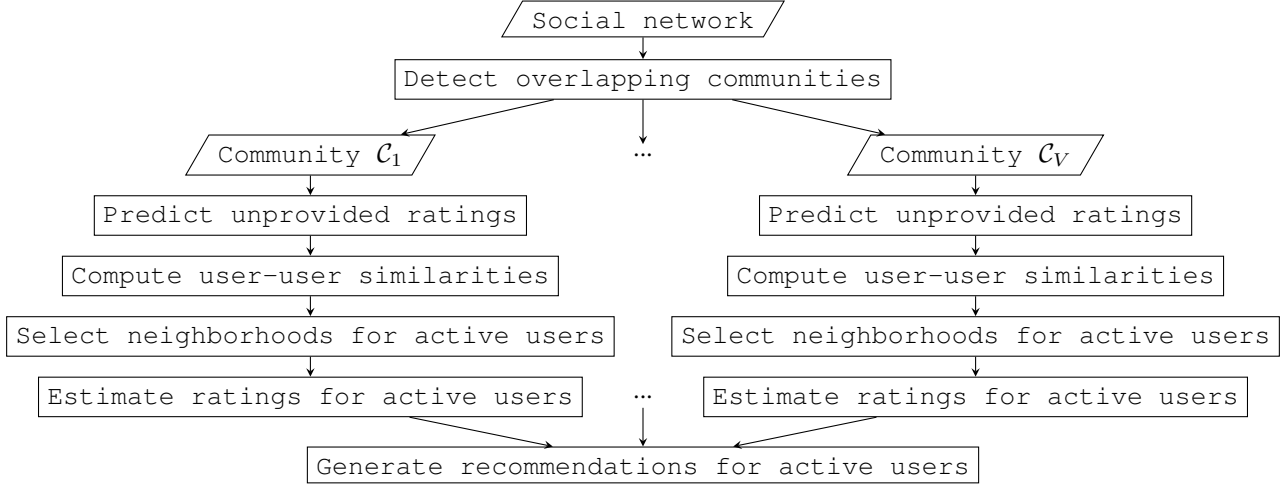 Social network
Detect overlapping communities
Community 𝒞₁
...
Community 𝒞_V
Predict unprovided ratings
Predict unprovided ratings
Compute user-user similarities
Compute user-user similarities
Select neighborhoods for active users
Select neighborhoods for active users
Estimate ratings for active users
...
Estimate ratings for active users
Generate recommendations for active users